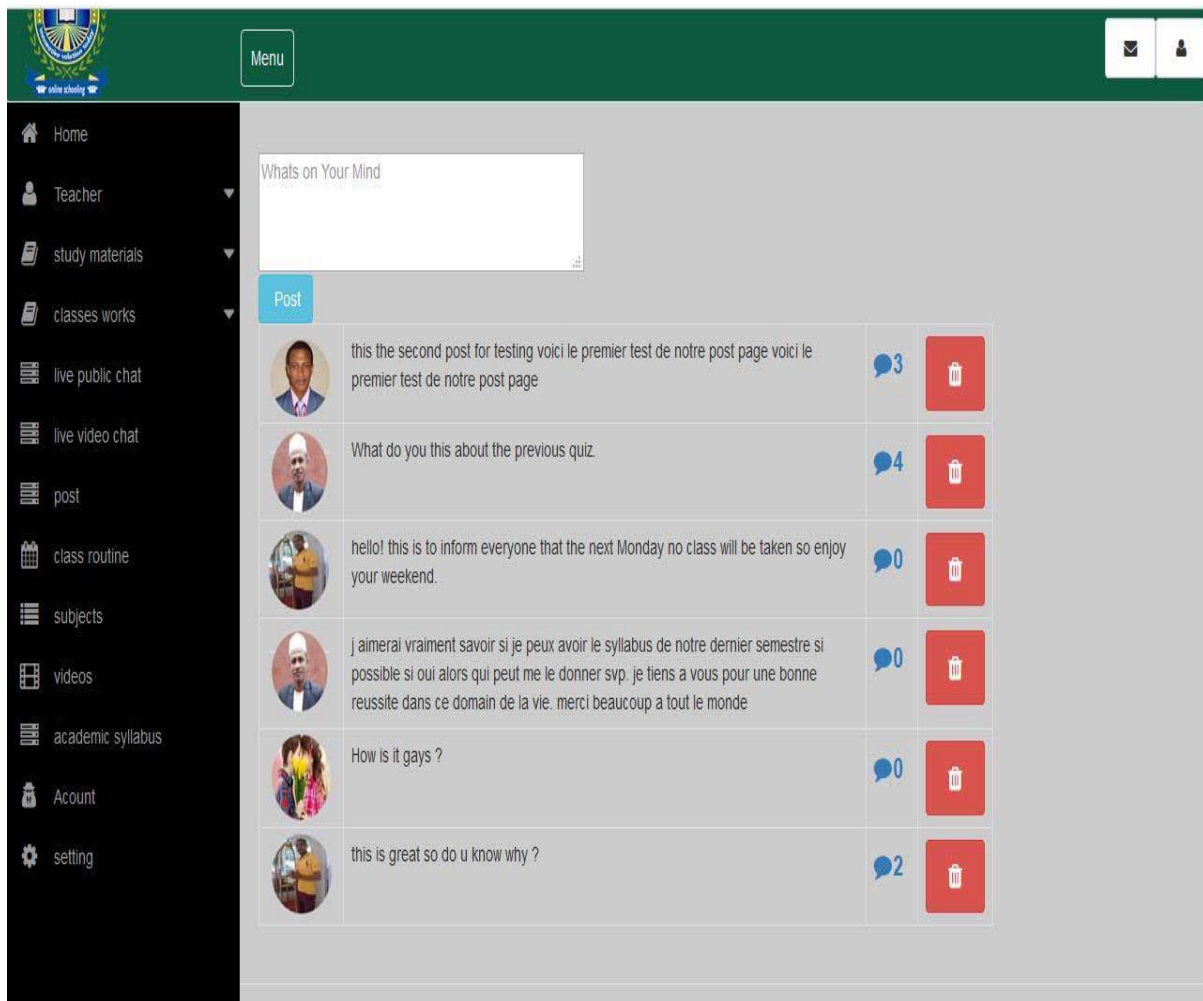 online schooling
Menu
Home
Teacher
study materials
classes works
live public chat
live video chat
post
class routine
subjects
videos
academic syllabus
Acount
setting
Whats on Your Mind
Post
this the second post for testing voici le premier test de notre post page voici le
premier test de notre post page
3
What do you this about the previous quiz.
4
hello! this is to inform everyone that the next Monday no class will be taken so enjoy
your weekend.
0
j aimerai vraiment savoir si je peux avoir le syllabus de notre dernier semestre si
possible si oui alors qui peut me le donner svp. je tiens a vous pour une bonne
reussite dans ce domain de la vie. merci beaucoup a tout le monde
0
How is it gays ?
0
this is great so do u know why ?
2